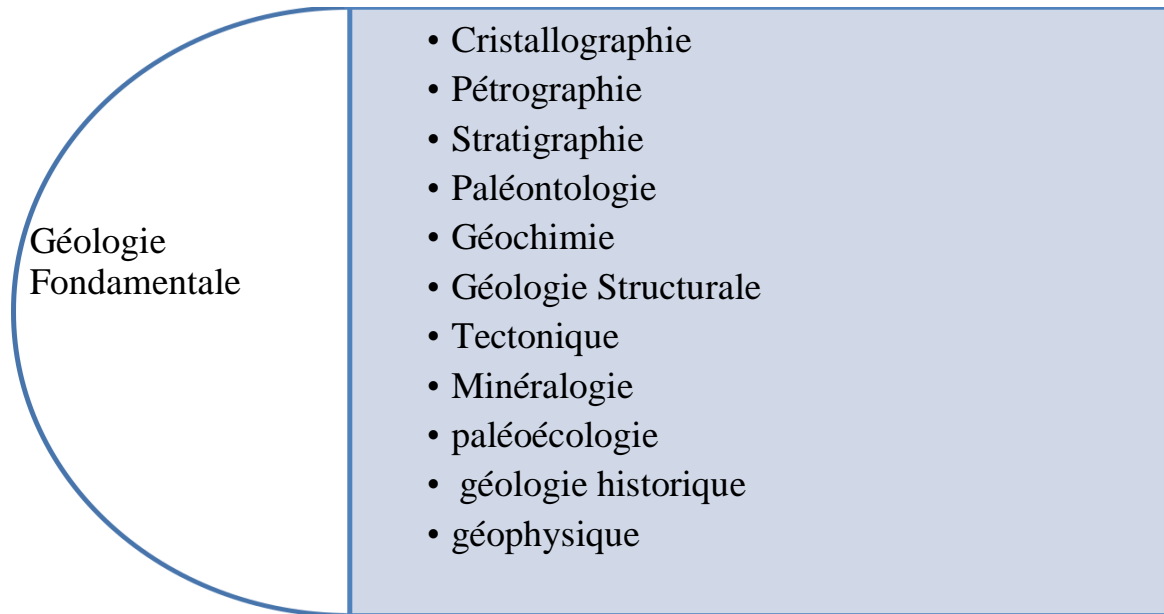 Géologie
Fondamentale
• Cristallographie
• Pétrographie
• Stratigraphie
• Paléontologie
• Géochimie
• Géologie Structurale
• Tectonique
• Minéralogie
• paléoécologie
• géologie historique
• géophysique